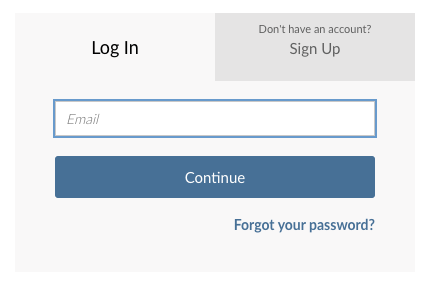 Log In
Don't have an account?
Sign Up
Email
Continue
Forgot your password?